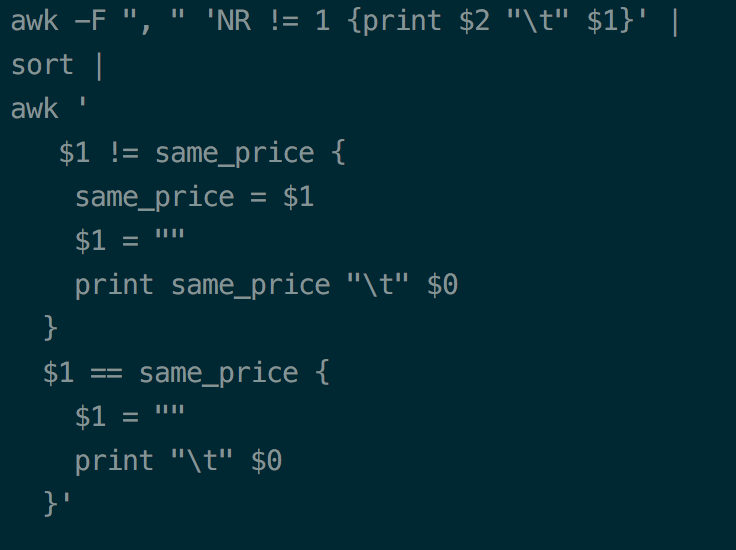 awk -F ", " 'NR != 1 {print $2 "\t" $1}' |
sort |
awk '
   $1 != same_price {
    same_price = $1
    $1 = ""
    print same_price "\t" $0
  }
  $1 == same_price {
    $1 = ""
    print "\t" $0
  }'